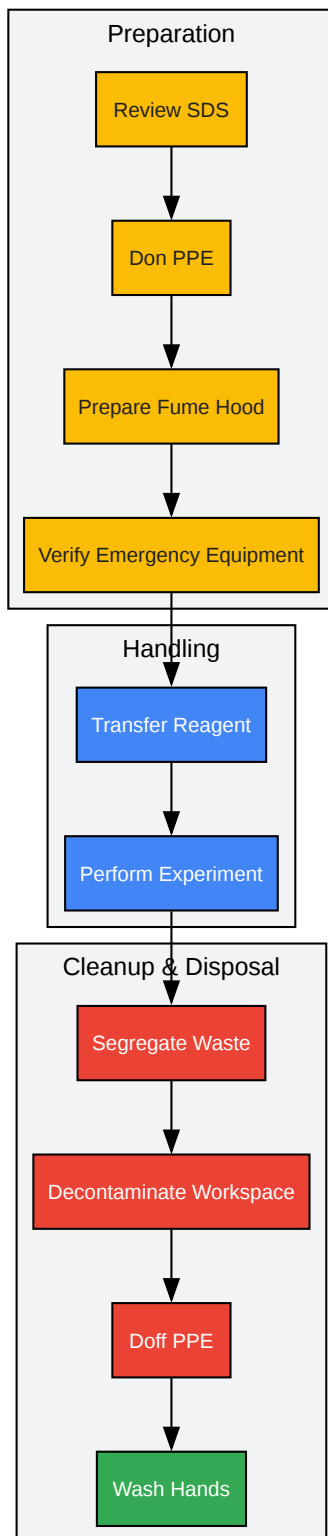 Preparation
Review SDS
Don PPE
Prepare Fume Hood
Verify Emergency Equipment
Handling
Transfer Reagent
Perform Experiment
Cleanup & Disposal
Segregate Waste
Decontaminate Workspace
Doff PPE
Wash Hands